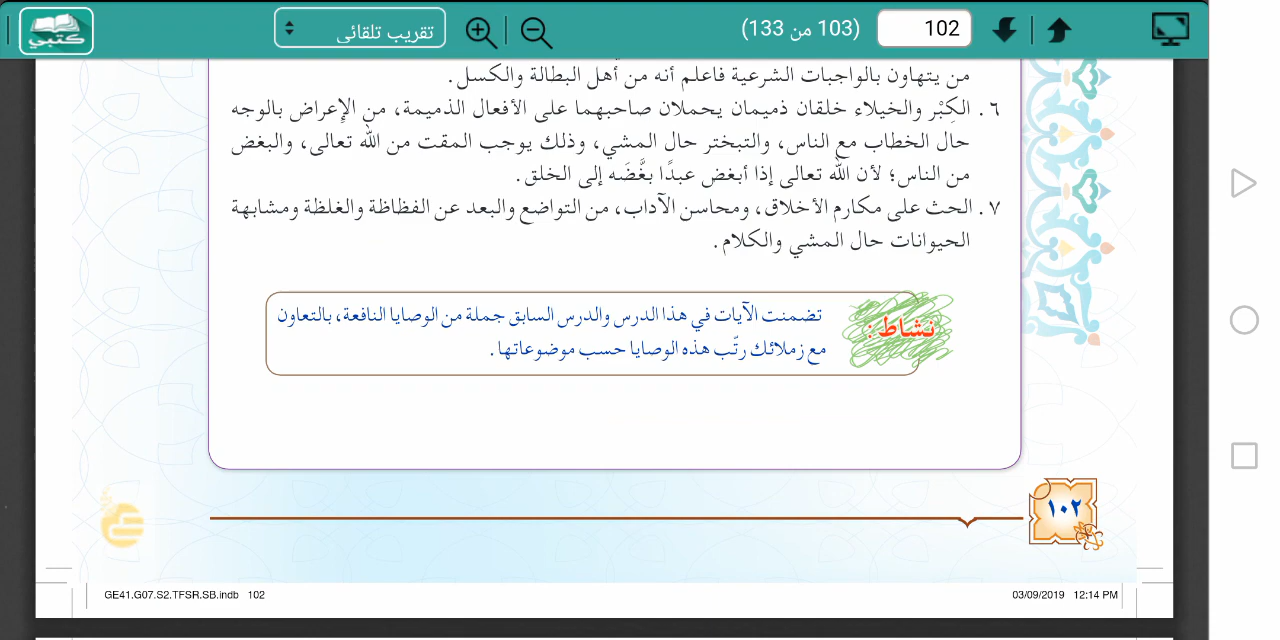 كتبي
تقريب تلقائي
(103 من 133)
102
من يتهاون بالواجبات الشرعية فاعلم أنه من أهل البطالة والكسل.
٦. الكِبْر والخيلاء خلقان ذميمان يحملان صاحبهما على الأفعال الذميمة، من الإعراض بالوجه
حال الخطاب مع الناس، والتبختر حال المشي، وذلك يوجب المقت من الله تعالى، والبغض
من الناس؛ لأن الله تعالى إذا أبغض عبدًا بغَّضَه إلى الخلق.
٧. الحث على مكارم الأخلاق، ومحاسن الآداب، من التواضع والبعد عن الفظاظة والغلظة ومشابهة
الحيوانات حال المشي والكلام.
نشاط:
تضمنت الآيات في هذا الدرس والدرس السابق جملة من الوصايا النافعة، بالتعاون
مع زملائك رتّب هذه الوصايا حسب موضوعاتها.
١٠٢
GE41.G07.S2.TFSR.SB.indb 102
03/09/2019 12:14 PM